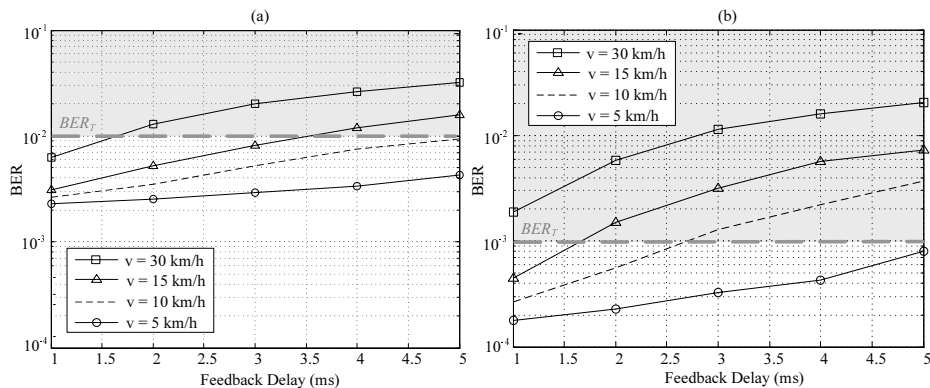 (a)
10^-1
10^-2
10^-3
10^-4
BER
BER_T
v = 30 km/h
v = 15 km/h
v = 10 km/h
v = 5 km/h
1 1.5 2 2.5 3 3.5 4 4.5 5
Feedback Delay (ms)
(b)
10^-1
10^-2
10^-3
10^-4
BER
v = 30 km/h
v = 15 km/h
v = 10 km/h
v = 5 km/h
BER_T
1 1.5 2 2.5 3 3.5 4 4.5 5
Feedback Delay (ms)